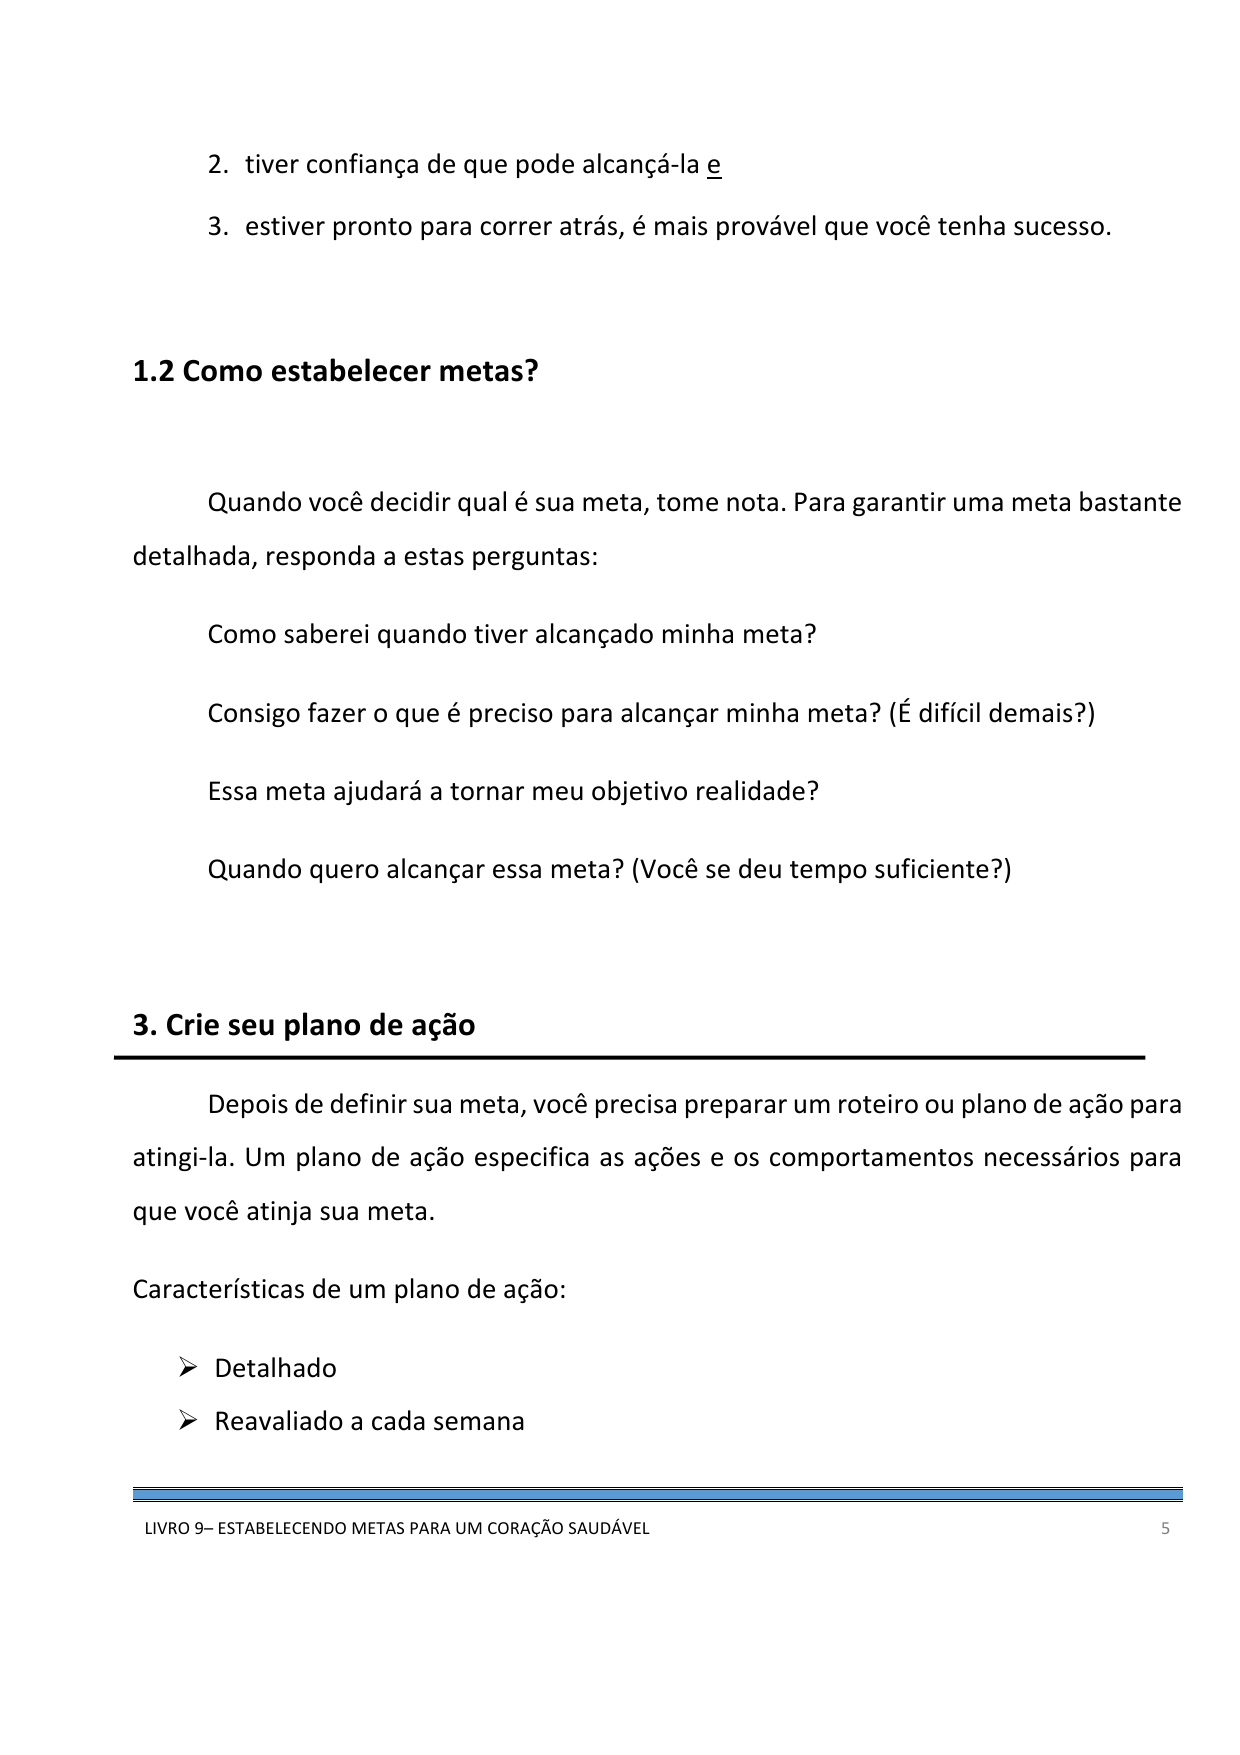 2. tiver confiança de que pode alcançá-la e
3. estiver pronto para correr atrás, é mais provável que você tenha sucesso.
1.2 Como estabelecer metas?
Quando você decidir qual é sua meta, tome nota. Para garantir uma meta bastante
detalhada, responda a estas perguntas:
Como saberei quando tiver alcançado minha meta?
Consigo fazer o que é preciso para alcançar minha meta? (É difícil demais?)
Essa meta ajudará a tornar meu objetivo realidade?
Quando quero alcançar essa meta? (Você se deu tempo suficiente?)
3. Crie seu plano de ação
Depois de definir sua meta, você precisa preparar um roteiro ou plano de ação para
atingi-la. Um plano de ação especifica as ações e os comportamentos necessários para
que você atinja sua meta.
Características de um plano de ação:
➢ Detalhado
➢ Reavaliado a cada semana
LIVRO 9– ESTABELECENDO METAS PARA UM CORAÇÃO SAUDÁVEL 5